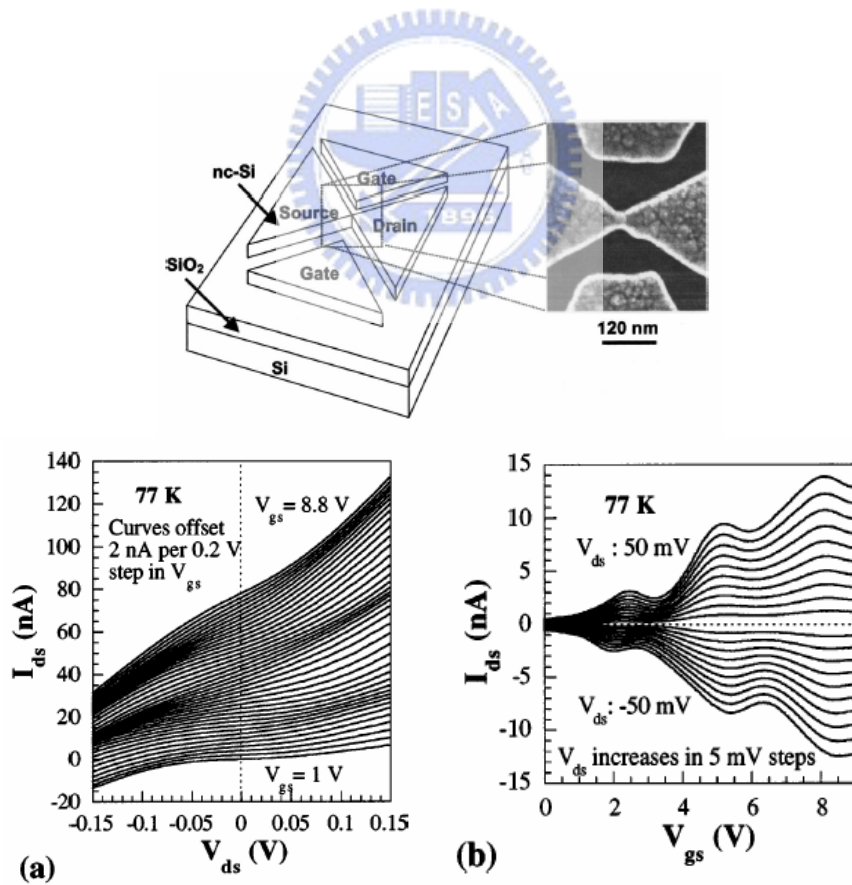 E S A
nc-Si
Gate
Source
Drain
1896
SiO2
Gate
Si
120 nm
140
120
100
80
60
40
20
0
-20
Ids (nA)
77 K
Curves offset
2 nA per 0.2 V
step in Vgs
Vgs = 8.8 V
Vgs = 1 V
-0.15 -0.1 -0.05 0 0.05 0.1 0.15
Vds (V)
(a)
15
10
5
0
-5
-10
-15
Ids (nA)
77 K
Vds : 50 mV
Vds : -50 mV
Vds increases in 5 mV steps
0 2 4 6 8
Vgs (V)
(b)